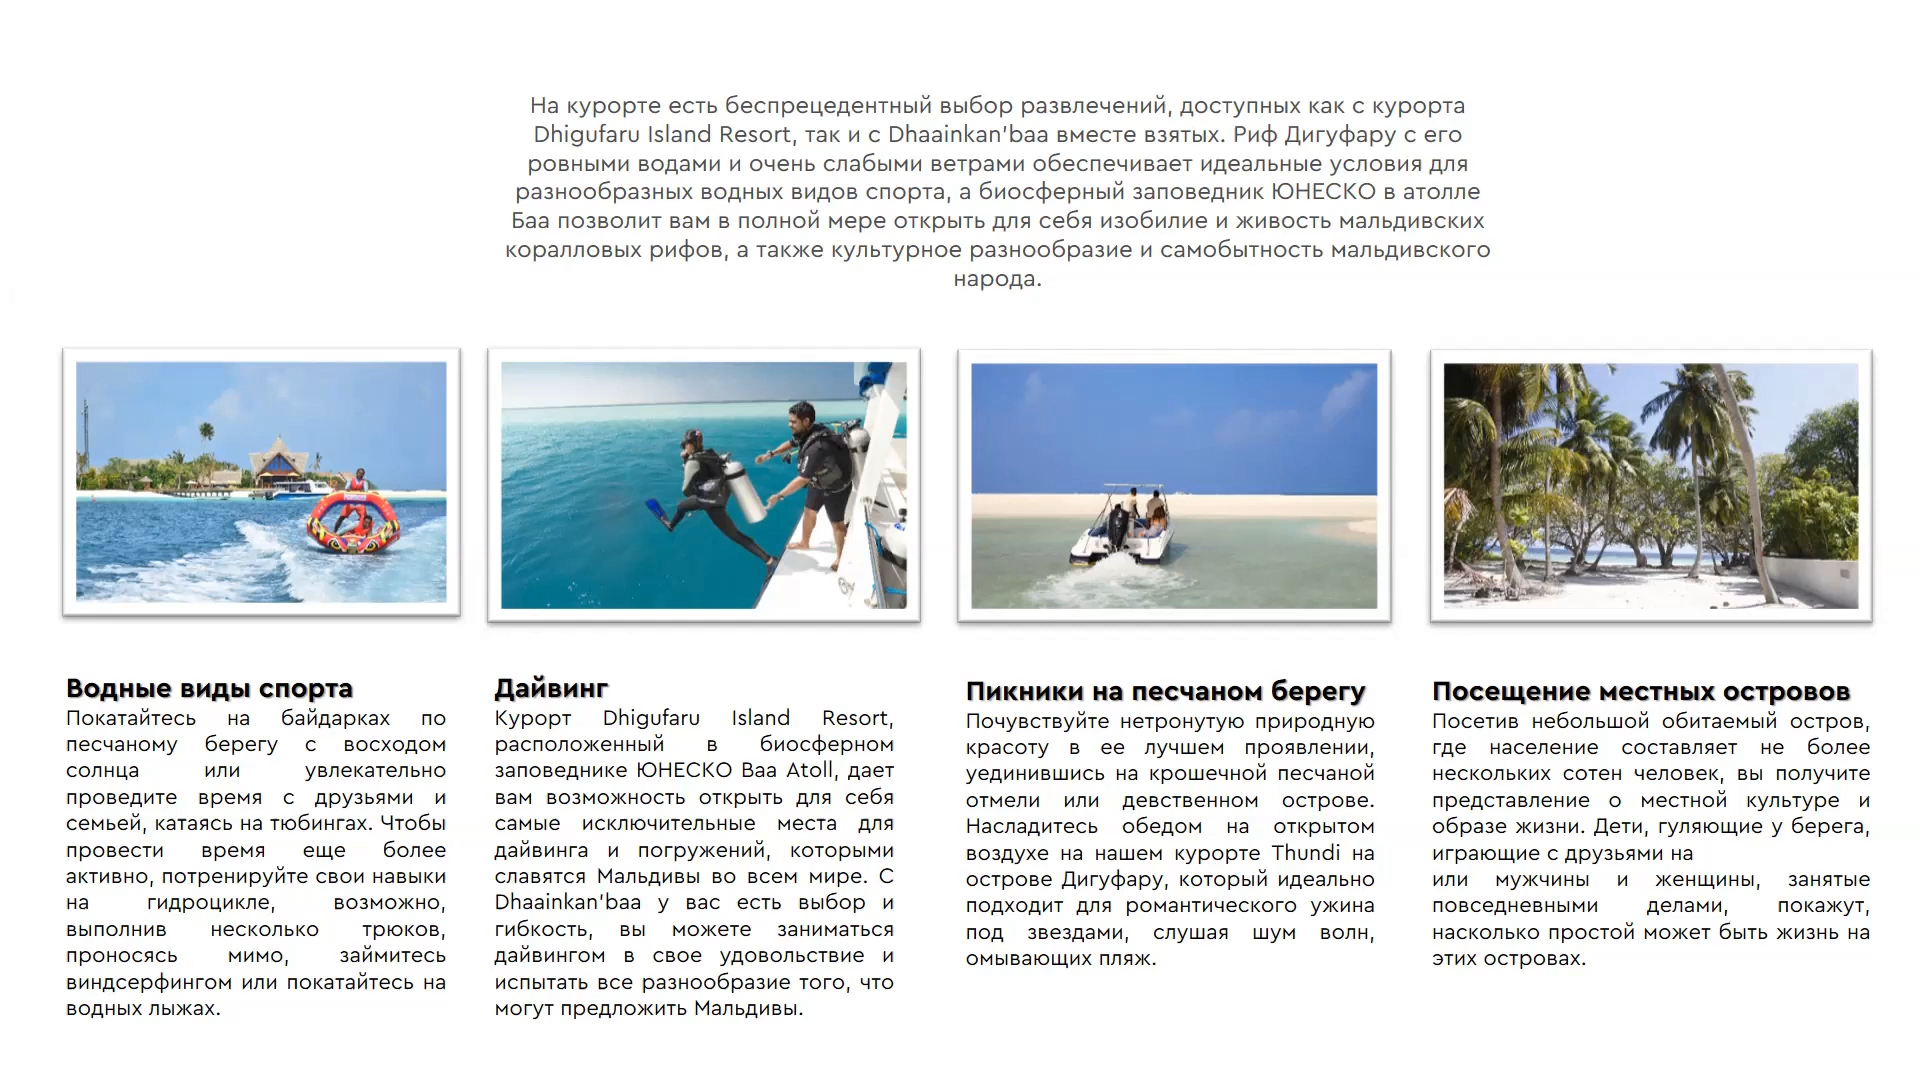 На курорте есть беспрецедентный выбор развлечений, доступных как с курорта
Dhigufaru Island Resort, так и с Dhaainkan'baa вместе взятых. Риф Дигуфару с его
ровными водами и очень слабыми ветрами обеспечивает идеальные условия для
разнообразных водных видов спорта, а биосферный заповедник ЮНЕСКО в атолле
Баа позволит вам в полной мере открыть для себя изобилие и живость мальдивских
коралловых рифов, а также культурное разнообразие и самобытность мальдивского
народа.
Водные виды спорта
Покатайтесь на байдарках по
песчаному берегу с восходом
солнца или увлекательно
проведите время с друзьями и
семьей, катаясь на тюбингах. Чтобы
провести время еще более
активно, потренируйте свои навыки
на гидроцикле, возможно,
выполнив несколько трюков,
проносясь мимо, займитесь
виндсерфингом или покатайтесь на
водных лыжах.
Дайвинг
Курорт Dhigufaru Island Resort,
расположенный в биосферном
заповеднике ЮНЕСКО Baa Atoll, дает
вам возможность открыть для себя
самые исключительные места для
дайвинга и погружений, которыми
славятся Мальдивы во всем мире. С
Dhaainkan'baa у вас есть выбор и
гибкость, вы можете заниматься
дайвингом в свое удовольствие и
испытать все разнообразие того, что
могут предложить Мальдивы.
Пикники на песчаном берегу
Почувствуйте нетронутую природную
красоту в ее лучшем проявлении,
уединившись на крошечной песчаной
отмели или девственном острове.
Насладитесь обедом на открытом
воздухе на нашем курорте Thundi на
острове Дигуфару, который идеально
подходит для романтического ужина
под звездами, слушая шум волн,
омывающих пляж.
Посещение местных островов
Посетив небольшой обитаемый остров,
где население составляет не более
нескольких сотен человек, вы получите
представление о местной культуре и
образе жизни. Дети, гуляющие у берега,
играющие с друзьями на
или мужчины и женщины, занятые
повседневными делами, покажут,
насколько простой может быть жизнь на
этих островах.